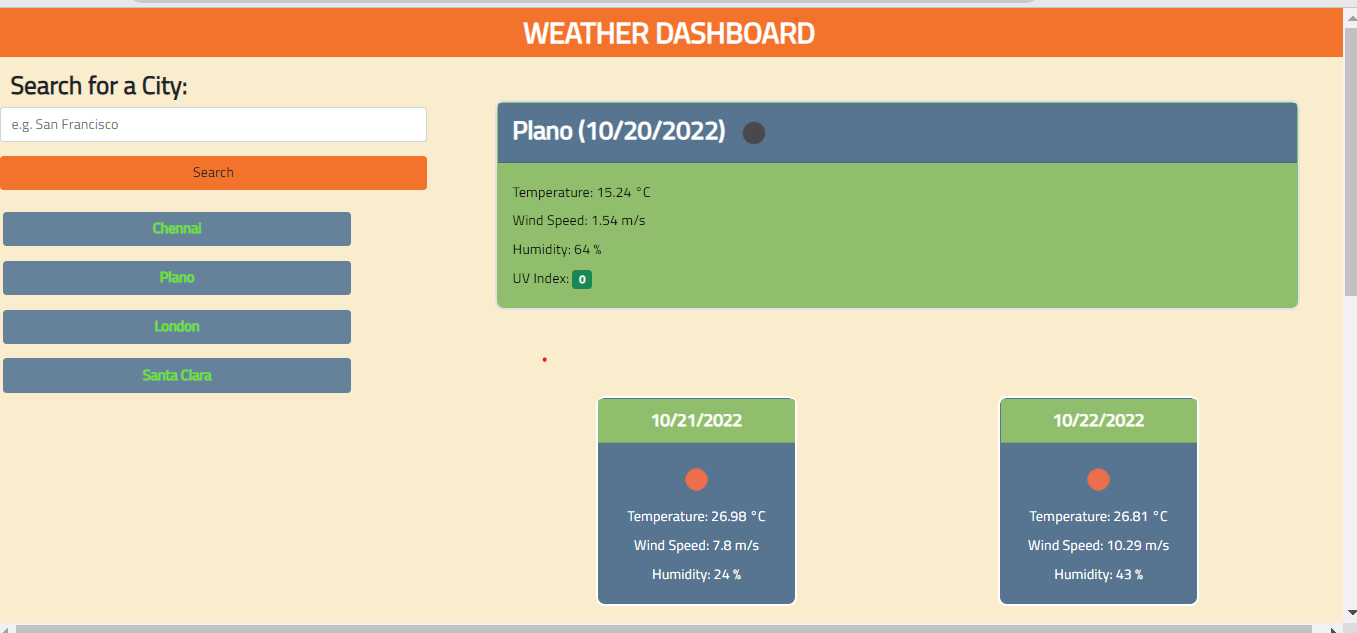 WEATHER DASHBOARD
Search for a City:
e.g. San Francisco
Search
Chennai
Plano
London
Santa Clara
Plano (10/20/2022)
Temperature: 15.24 °C
Wind Speed: 1.54 m/s
Humidity: 64 %
UV Index: 0
10/21/2022
Temperature: 26.98 °C
Wind Speed: 7.8 m/s
Humidity: 24 %
10/22/2022
Temperature: 26.81 °C
Wind Speed: 10.29 m/s
Humidity: 43 %